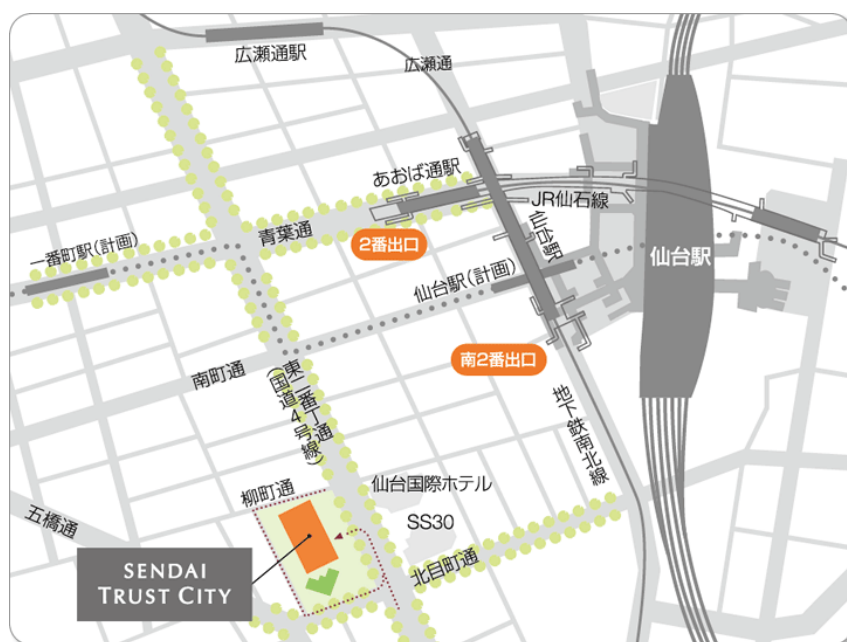 広瀬通駅
広瀬通
あおば通駅
JR仙石線
青葉通
2番出口
仙台駅
仙台駅
一番町駅(計画)
仙台駅(計画)
南2番出口
南町通
東二番丁通
(国道4号線)
地下鉄南北線
柳町通
仙台国際ホテル
SS30
五橋通
北目町通
SENDAI
TRUST CITY